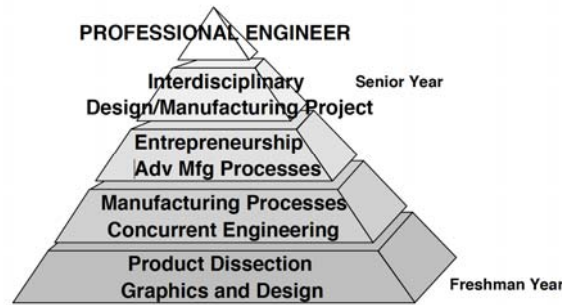 PROFESSIONAL ENGINEER
Interdisciplinary
Senior Year
Design/Manufacturing Project
Entrepreneurship
Adv Mfg Processes
Manufacturing Processes
Concurrent Engineering
Product Dissection
Freshman Year
Graphics and Design